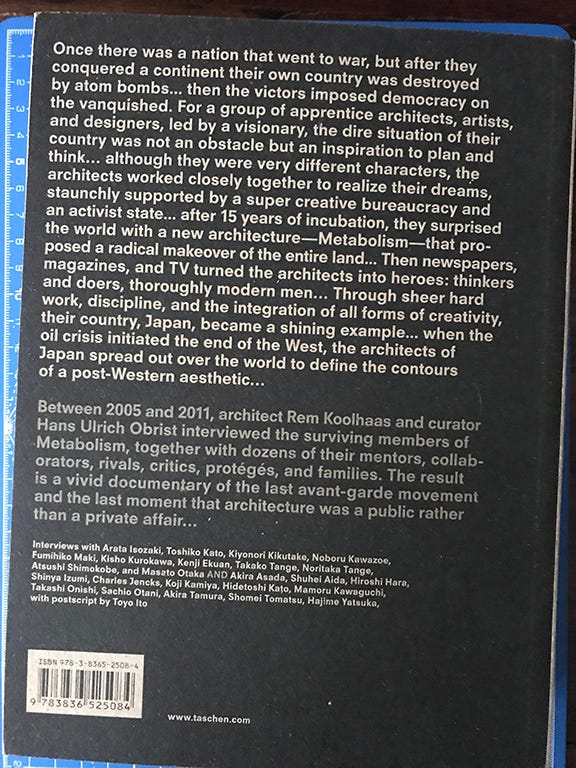 Once there was a nation that went to war, but after they
conquered a continent their own country was destroyed
by atom bombs... then the victors imposed democracy on
the vanquished. For a group of apprentice architects, artists,
and designers, led by a visionary, the dire situation of their
country was not an obstacle but an inspiration to plan and
think... although they were very different characters, the
architects worked closely together to realize their dreams,
staunchly supported by a super creative bureaucracy and
an activist state... after 15 years of incubation, they surprised
the world with a new architecture—Metabolism—that pro-
posed a radical makeover of the entire land... Then newspapers,
magazines, and TV turned the architects into heroes: thinkers
and doers, thoroughly modern men... Through sheer hard
work, discipline, and the integration of all forms of creativity,
their country, Japan, became a shining example... when the
oil crisis initiated the end of the West, the architects of
Japan spread out over the world to define the contours
of a post-Western aesthetic...
Between 2005 and 2011, architect Rem Koolhaas and curator
Hans Ulrich Obrist interviewed the surviving members of
Metabolism, together with dozens of their mentors, collab-
orators, rivals, critics, protégés, and families. The result
is a vivid documentary of the last avant-garde movement
and the last moment that architecture was a public rather
than a private affair...
Interviews with Arata Isozaki, Toshiko Kato, Kiyonori Kikutake, Noboru Kawazoe,
Fumihiko Maki, Kisho Kurokawa, Kenji Ekuan, Takako Tange, Noritaka Tange,
Atsushi Shimokobe, and Masato Otaka AND Akira Asada, Shuhei Aida, Hiroshi Hara,
Shinya Izumi, Charles Jencks, Koji Kamiya, Hidetoshi Kato, Mamoru Kawaguchi,
Takashi Onishi, Sachio Otani, Akira Tamura, Shomei Tomatsu, Hajime Yatsuka,
with postscript by Toyo Ito
ISBN 978-3-8365-2508-4
9 783836 525084
www.taschen.com